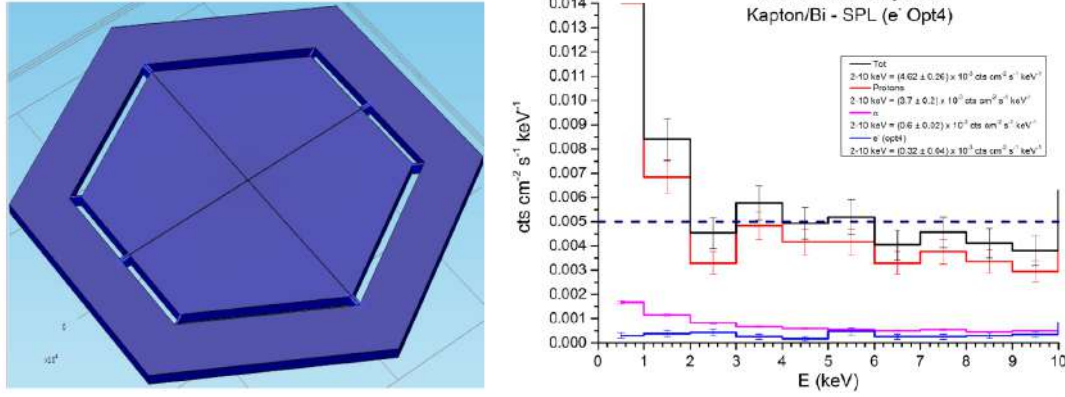 0
x10⁴
Kapton/Bi - SPL (e⁻ Opt4)
Tot
2-10 keV = (4.62 ± 0.26) x 10⁻³ cts cm⁻² s⁻¹ keV⁻¹
Protons
2-10 keV = (3.7 ± 0.2) x 10⁻³ cts cm⁻² s⁻¹ keV⁻¹
α
2-10 keV = (0.6 ± 0.02) x 10⁻³ cts cm⁻² s⁻¹ keV⁻¹
e⁻ (opt4)
2-10 keV = (0.32 ± 0.04) x 10⁻³ cts cm⁻² s⁻¹ keV⁻¹
cts cm⁻² s⁻¹ keV⁻¹
0.014
0.013
0.012
0.011
0.010
0.009
0.008
0.007
0.006
0.005
0.004
0.003
0.002
0.001
0.000
0 1 2 3 4 5 6 7 8 9 10
E (keV)